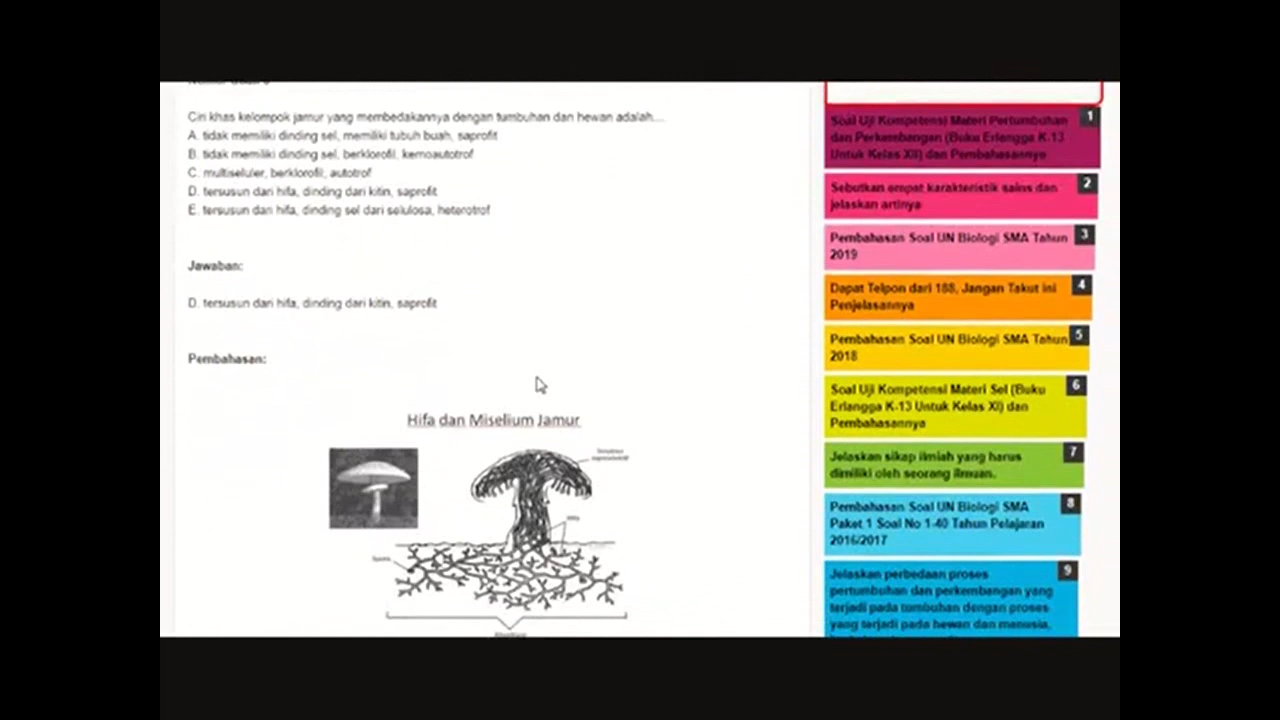 Ciri khas kelompok jamur yang membedakannya dengan tumbuhan dan hewan adalah....
A. tidak memiliki dinding sel, memiliki tubuh buah, saprofit
B. tidak memiliki dinding sel, berklorofil, kemoautotrof
C. multiseluler, berklorofil, autotrof
D. tersusun dari hifa, dinding dari kitin, saprofit
E. tersusun dari hifa, dinding sel dari selulosa, heterotrof
Jawaban:
D. tersusun dari hifa, dinding dari kitin, saprofit
Pembahasan:
Hifa dan Miselium Jamur
1
Soal Uji Kompetensi Materi Pertumbuhan
dan Perkembangan (Buku Erlangga K-13
Untuk Kelas XII) dan Pembahasannya
2
Sebutkan empat karakteristik sains dan
jelaskan artinya
3
Pembahasan Soal UN Biologi SMA Tahun
2019
4
Dapat Telpon dari 188, Jangan Takut ini
Penjelasannya
5
Pembahasan Soal UN Biologi SMA Tahun
2018
6
Soal Uji Kompetensi Materi Sel (Buku
Erlangga K-13 Untuk Kelas XI) dan
Pembahasannya
7
Jelaskan sikap ilmiah yang harus
dimiliki oleh seorang ilmuan.
8
Pembahasan Soal UN Biologi SMA
Paket 1 Soal No 1-40 Tahun Pelajaran
2016/2017
9
Jelaskan perbedaan proses
pertumbuhan dan perkembangan yang
terjadi pada tumbuhan dengan proses
yang terjadi pada hewan dan manusia,